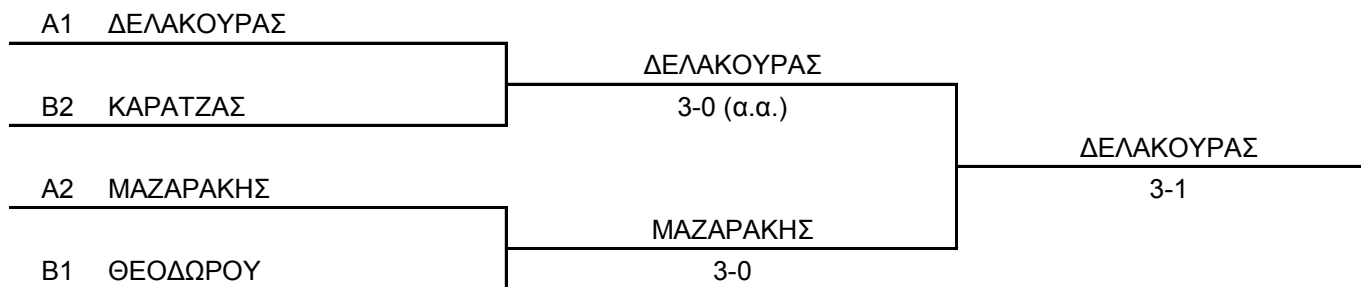 A1 ΔΕΛΑΚΟΥΡΑΣ
ΔΕΛΑΚΟΥΡΑΣ
B2 ΚΑΡΑΤΖΑΣ
3-0 (α.α.)
ΔΕΛΑΚΟΥΡΑΣ
A2 ΜΑΖΑΡΑΚΗΣ
3-1
ΜΑΖΑΡΑΚΗΣ
B1 ΘΕΟΔΩΡΟΥ
3-0